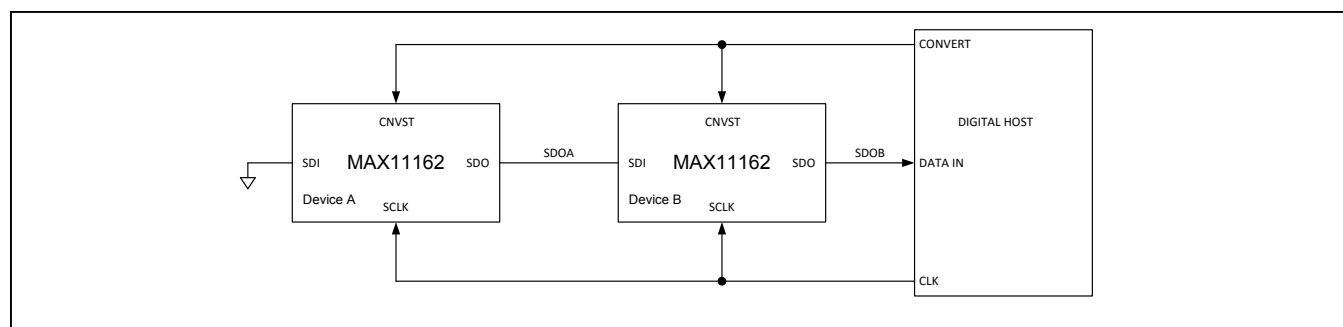 CONVERT
CNVST
CNVST
DIGITAL HOST
SDI
MAX11162
SDO
SDOA
SDI
MAX11162
SDO
SDOB
DATA IN
Device A
SCLK
Device B
SCLK
CLK